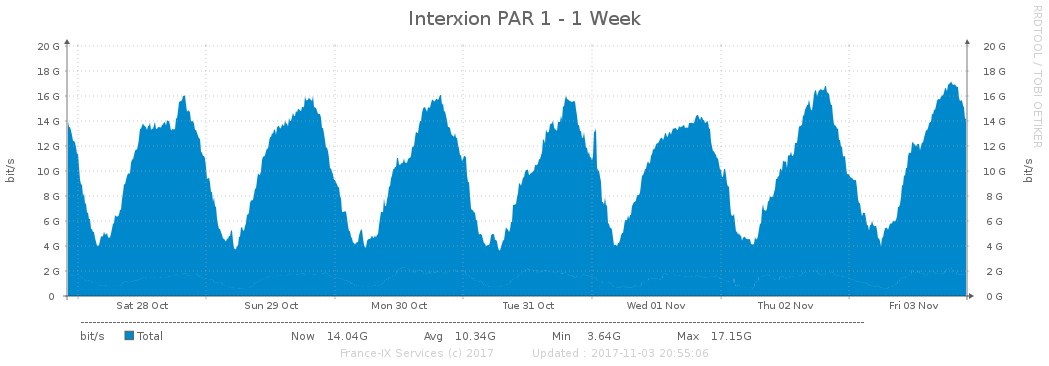 Interxion PAR 1 - 1 Week
RRDTOOL / TOBI OETIKER
20 G 20 G
18 G 18 G
16 G 16 G
14 G 14 G
12 G 12 G
10 G 10 G
8 G 8 G
6 G 6 G
4 G 4 G
2 G 2 G
0 0 G
bit/s
bit/s
Sat 28 Oct Sun 29 Oct Mon 30 Oct Tue 31 Oct Wed 01 Nov Thu 02 Nov Fri 03 Nov
bit/s Total Now 14.04G Avg 10.34G Min 3.64G Max 17.15G
France-IX Services (c) 2017 Updated : 2017-11-03 20:55:06